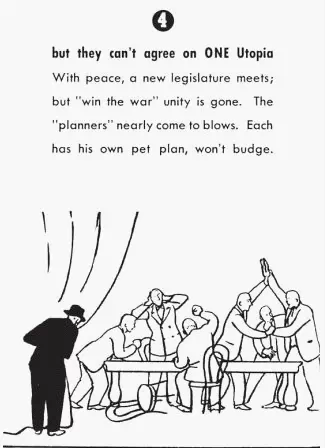 4
but they can't agree on ONE Utopia
With peace, a new legislature meets;
but "win the war" unity is gone. The
"planners" nearly come to blows. Each
has his own pet plan, won't budge.